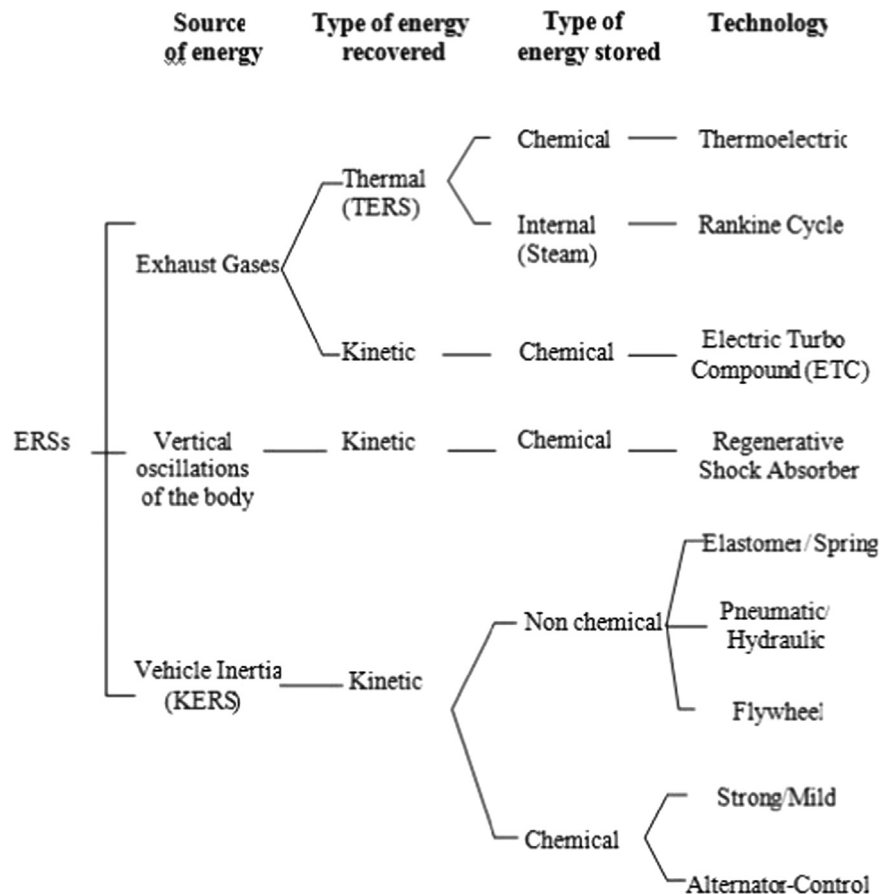 Source
of energy
Type of energy
recovered
Type of
energy stored
Technology
Chemical
Thermoelectric
Thermal
(TERS)
Internal
(Steam)
Rankine Cycle
Exhaust Gases
Kinetic
Chemical
Electric Turbo
Compound (ETC)
ERSs
Vertical
oscillations
of the body
Kinetic
Chemical
Regenerative
Shock Absorber
Elastomer/Spring
Non chemical
Pneumatic/
Hydraulic
Vehicle Inertia
(KERS)
Kinetic
Flywheel
Strong/Mild
Chemical
Alternator-Control